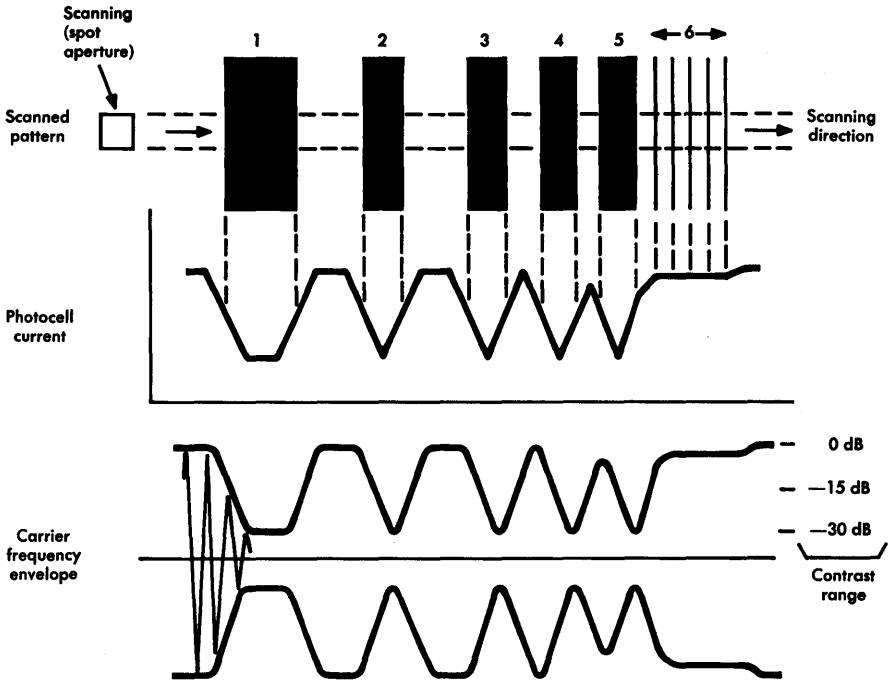 Scanning
(spot
aperture)
1
2
3
4
5
6
Scanned
pattern
Scanning
direction
Photocell
current
0 dB
—15 dB
—30 dB
Carrier
frequency
envelope
Contrast
range